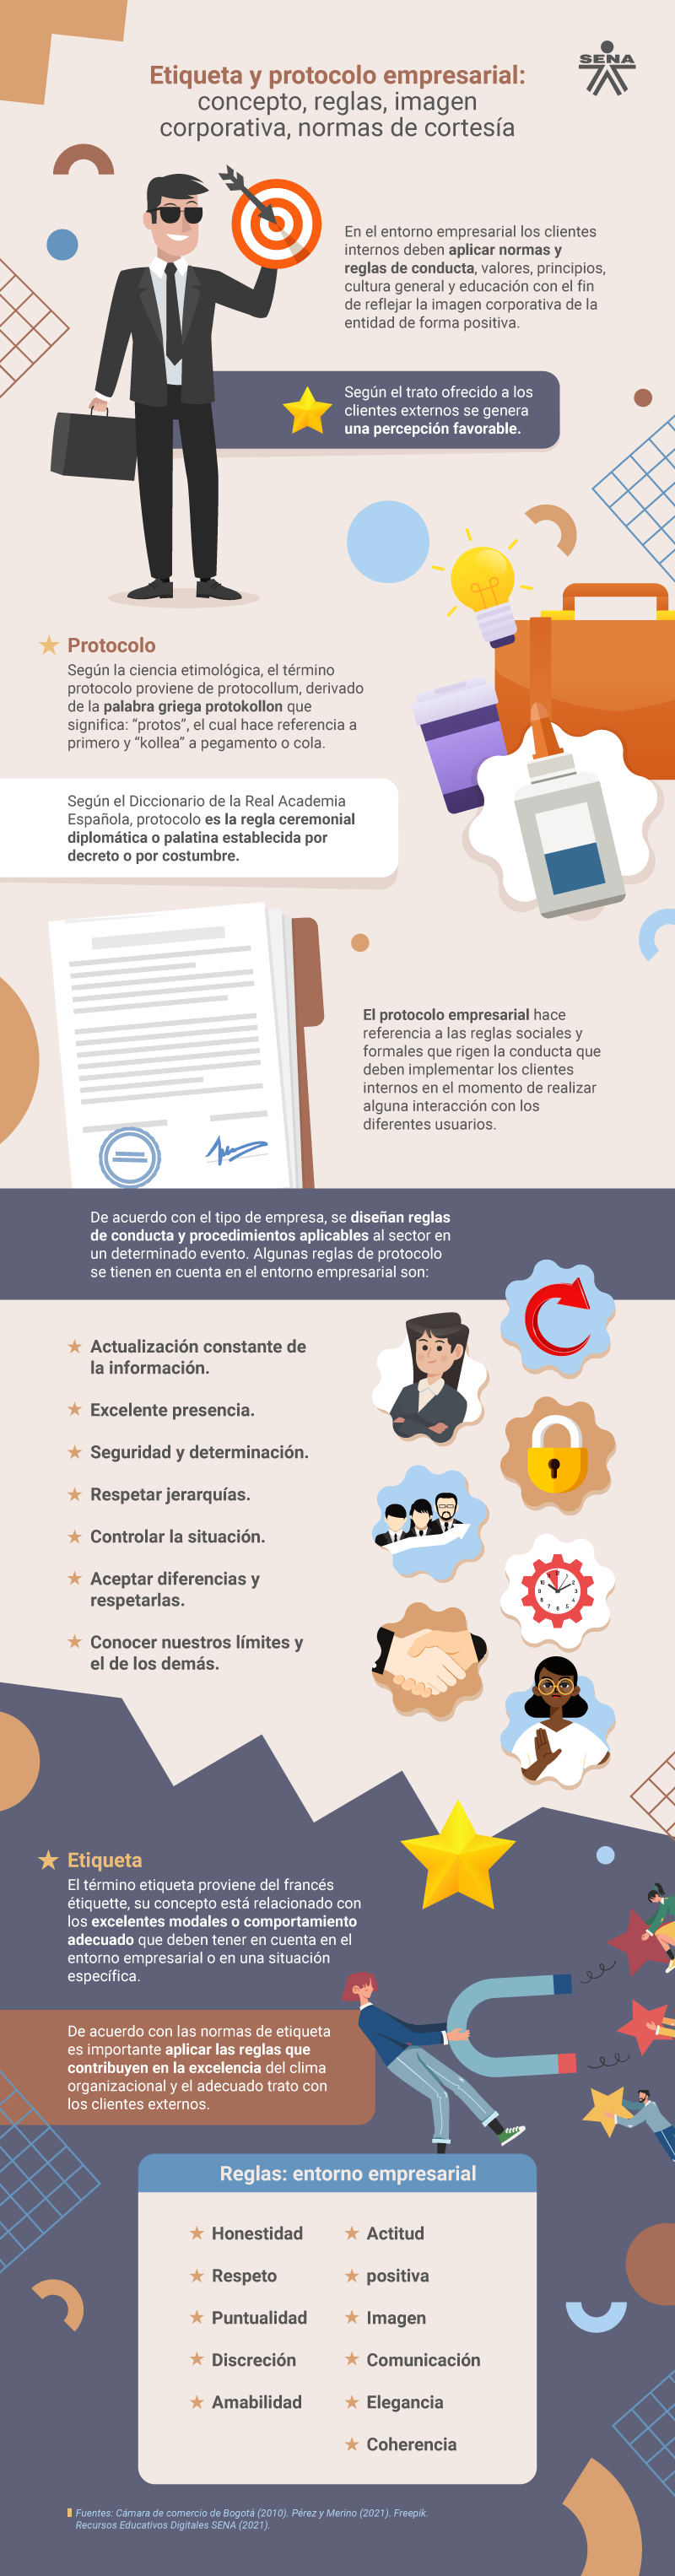 SENA
Etiqueta y protocolo empresarial:
concepto, reglas, imagen
corporativa, normas de cortesía
En el entorno empresarial los clientes
internos deben aplicar normas y
reglas de conducta, valores, principios,
cultura general y educación con el fin
de reflejar la imagen corporativa de la
entidad de forma positiva.
Según el trato ofrecido a los
clientes externos se genera
una percepción favorable.
Protocolo
Según la ciencia etimológica, el término
protocolo proviene de protocollum, derivado
de la palabra griega protokollon que
significa: “protos”, el cual hace referencia a
primero y “kollea” a pegamento o cola.
Según el Diccionario de la Real Academia
Española, protocolo es la regla ceremonial
diplomática o palatina establecida por
decreto o por costumbre.
El protocolo empresarial hace
referencia a las reglas sociales y
formales que rigen la conducta que
deben implementar los clientes
internos en el momento de realizar
alguna interacción con los
diferentes usuarios.
De acuerdo con el tipo de empresa, se diseñan reglas
de conducta y procedimientos aplicables al sector en
un determinado evento. Algunas reglas de protocolo
se tienen en cuenta en el entorno empresarial son:
Actualización constante de
la información.
Excelente presencia.
Seguridad y determinación.
Respetar jerarquías.
Controlar la situación.
Aceptar diferencias y
respetarlas.
Conocer nuestros límites y
el de los demás.
Etiqueta
El término etiqueta proviene del francés
étiquette, su concepto está relacionado con
los excelentes modales o comportamiento
adecuado que deben tener en cuenta en el
entorno empresarial o en una situación
específica.
De acuerdo con las normas de etiqueta
es importante aplicar las reglas que
contribuyen en la excelencia del clima
organizacional y el adecuado trato con
los clientes externos.
Reglas: entorno empresarial
Honestidad
Respeto
Puntualidad
Discreción
Amabilidad
Actitud
positiva
Imagen
Comunicación
Elegancia
Coherencia
Fuentes: Cámara de comercio de Bogotá (2010). Pérez y Merino (2021). Freepik.
Recursos Educativos Digitales SENA (2021).